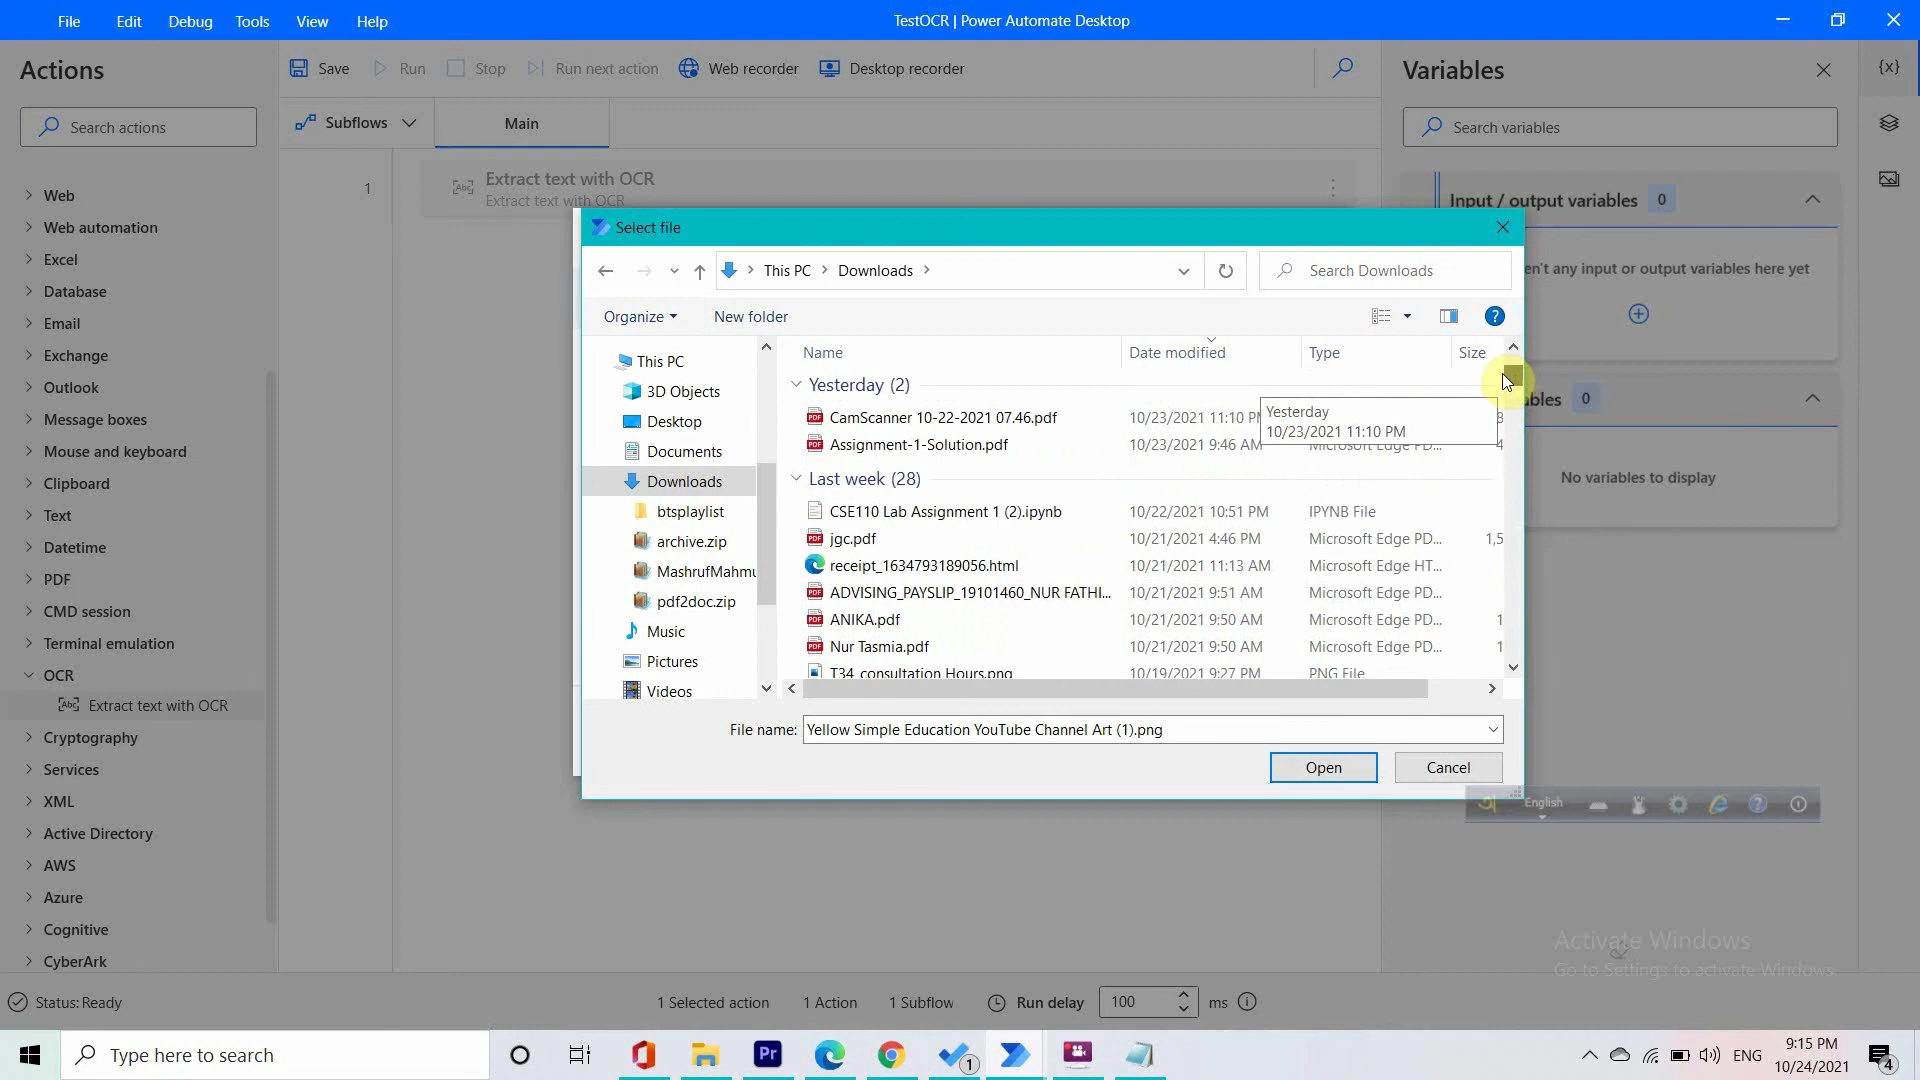 File Edit Debug Tools View Help
TestOCR | Power Automate Desktop
Actions
Search actions
Web
Web automation
Excel
Database
Email
Exchange
Outlook
Message boxes
Mouse and keyboard
Clipboard
Text
Datetime
PDF
CMD session
Terminal emulation
OCR
Extract text with OCR
Cryptography
Services
XML
Active Directory
AWS
Azure
Cognitive
CyberArk
Save Run Stop Run next action Web recorder Desktop recorder
Subflows Main
1
Extract text with OCR
Extract text with OCR
Select file
This PC Downloads
Search Downloads
Organize New folder
This PC
3D Objects
Desktop
Documents
Downloads
btsplaylist
archive.zip
MashrufMahmu
pdf2doc.zip
Music
Pictures
Videos
Name Date modified Type Size
Yesterday (2)
CamScanner 10-22-2021 07.46.pdf 10/23/2021 11:10 PM
Assignment-1-Solution.pdf 10/23/2021 9:46 AM Microsoft Edge PD... 4
Yesterday
10/23/2021 11:10 PM
Last week (28)
CSE110 Lab Assignment 1 (2).ipynb 10/22/2021 10:51 PM IPYNB File
jgc.pdf 10/21/2021 4:46 PM Microsoft Edge PD... 1,5
receipt_1634793189056.html 10/21/2021 11:13 AM Microsoft Edge HT...
ADVISING_PAYSLIP_19101460_NUR FATHI... 10/21/2021 9:51 AM Microsoft Edge PD...
ANIKA.pdf 10/21/2021 9:50 AM Microsoft Edge PD... 1
Nur Tasmia.pdf 10/21/2021 9:50 AM Microsoft Edge PD... 1
T34 consultation Hours.png 10/19/2021 9:27 PM PNG File
File name: Yellow Simple Education YouTube Channel Art (1).png
Open Cancel
Variables
{x}
Search variables
Input / output variables 0
en't any input or output variables here yet
bles 0
No variables to display
English
Activate Windows
Go to Settings to activate Windows.
Status: Ready 1 Selected action 1 Action 1 Subflow Run delay 100 ms
Type here to search
Pr
1
ENG
9:15 PM
10/24/2021
4